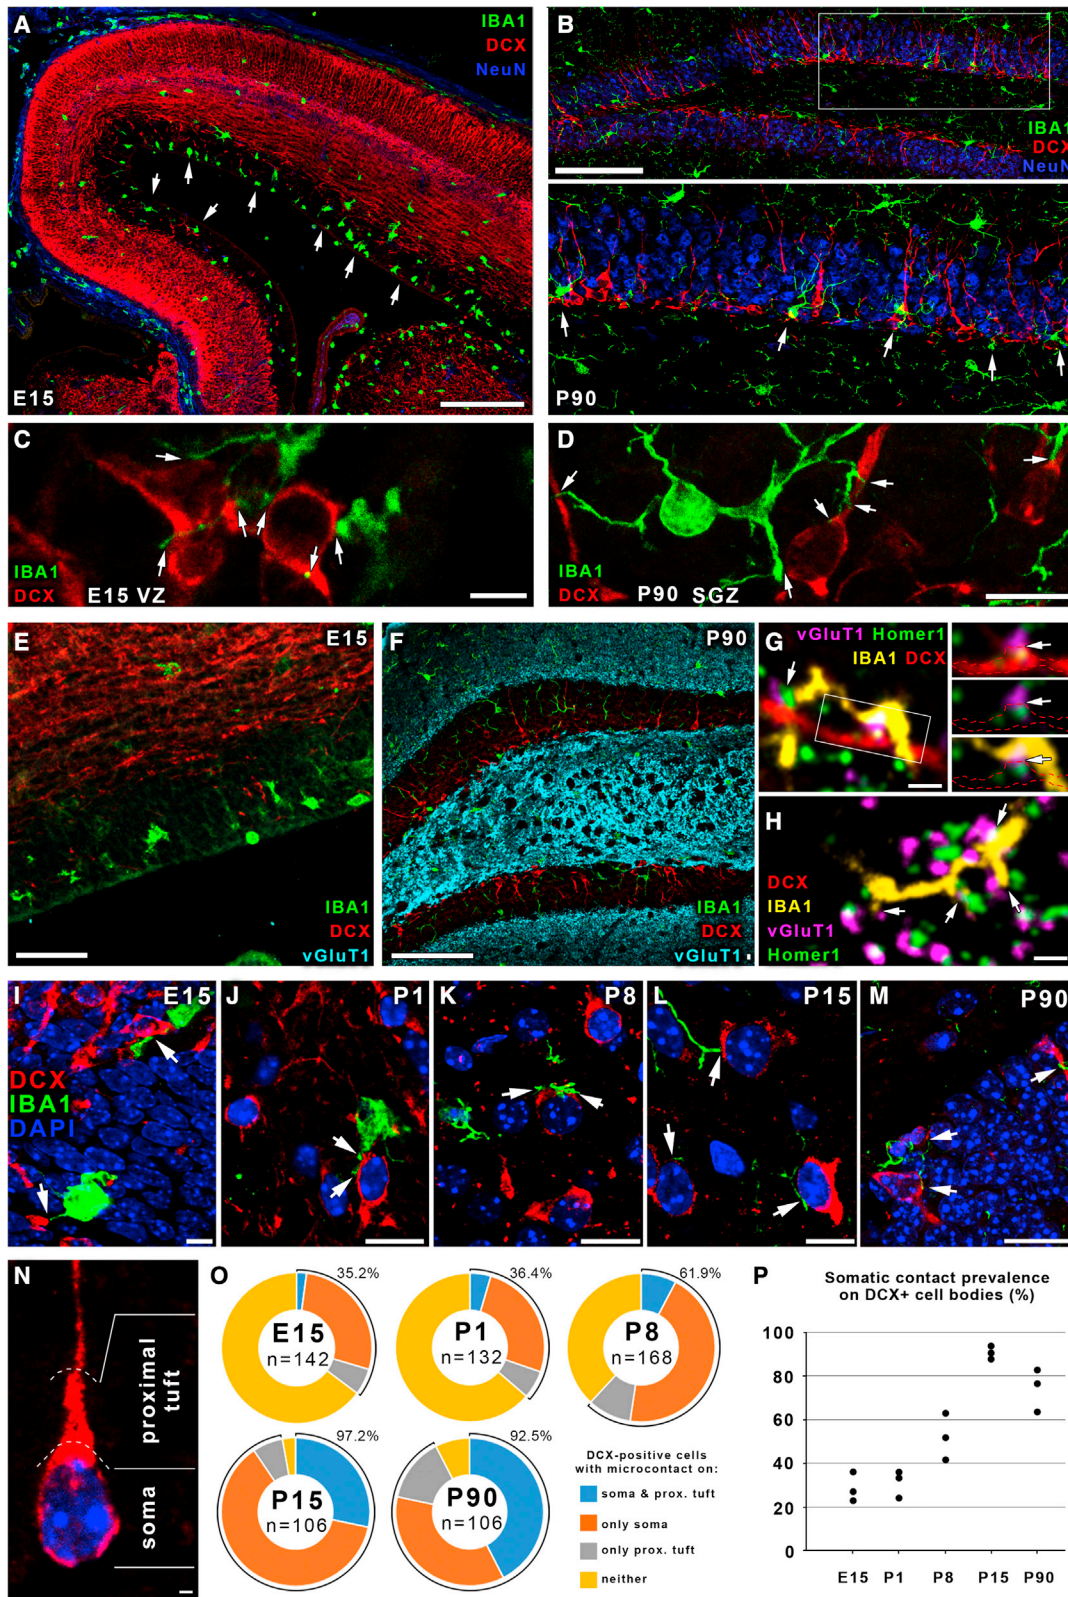 A
IBA1
DCX
NeuN
E15
B
IBA1
DCX
NeuN
P90
C
IBA1
DCX
E15 VZ
D
IBA1
DCX
P90 SGZ
E
E15
IBA1
DCX
vGluT1
F
P90
IBA1
DCX
vGluT1
G
vGluT1 Homer1
IBA1 DCX
H
DCX
IBA1
vGluT1
Homer1
I
E15
DCX
IBA1
DAPI
J
P1
K
P8
L
P15
M
P90
N
proximal
tuft
soma
O
35.2%
E15
n=142
36.4%
P1
n=132
61.9%
P8
n=168
97.2%
P15
n=106
92.5%
P90
n=106
DCX-positive cells
with microcontact on:
soma & prox. tuft
only soma
only prox. tuft
neither
P
Somatic contact prevalence
on DCX+ cell bodies (%)
100
80
60
40
20
0
E15 P1 P8 P15 P90